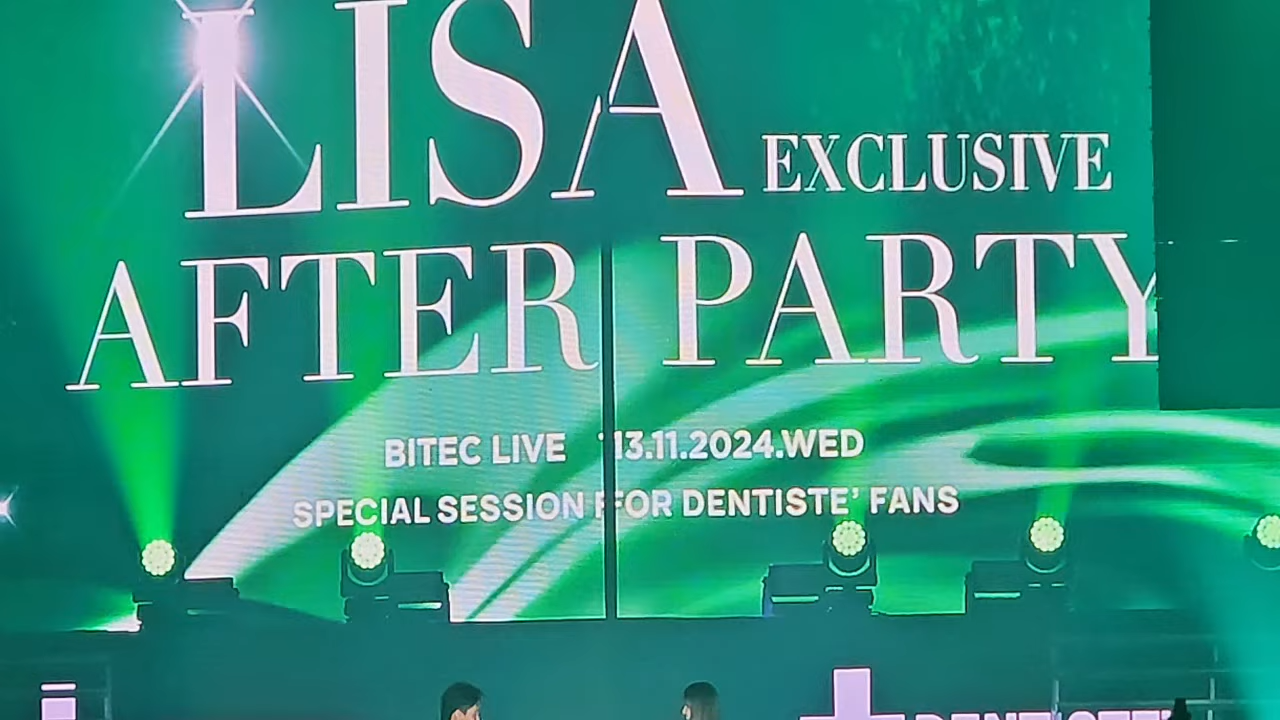 LISA EXCLUSIVE
AFTER PARTY
BITEC LIVE 13.11.2024.WED
SPECIAL SESSION FOR DENTISTE' FANS